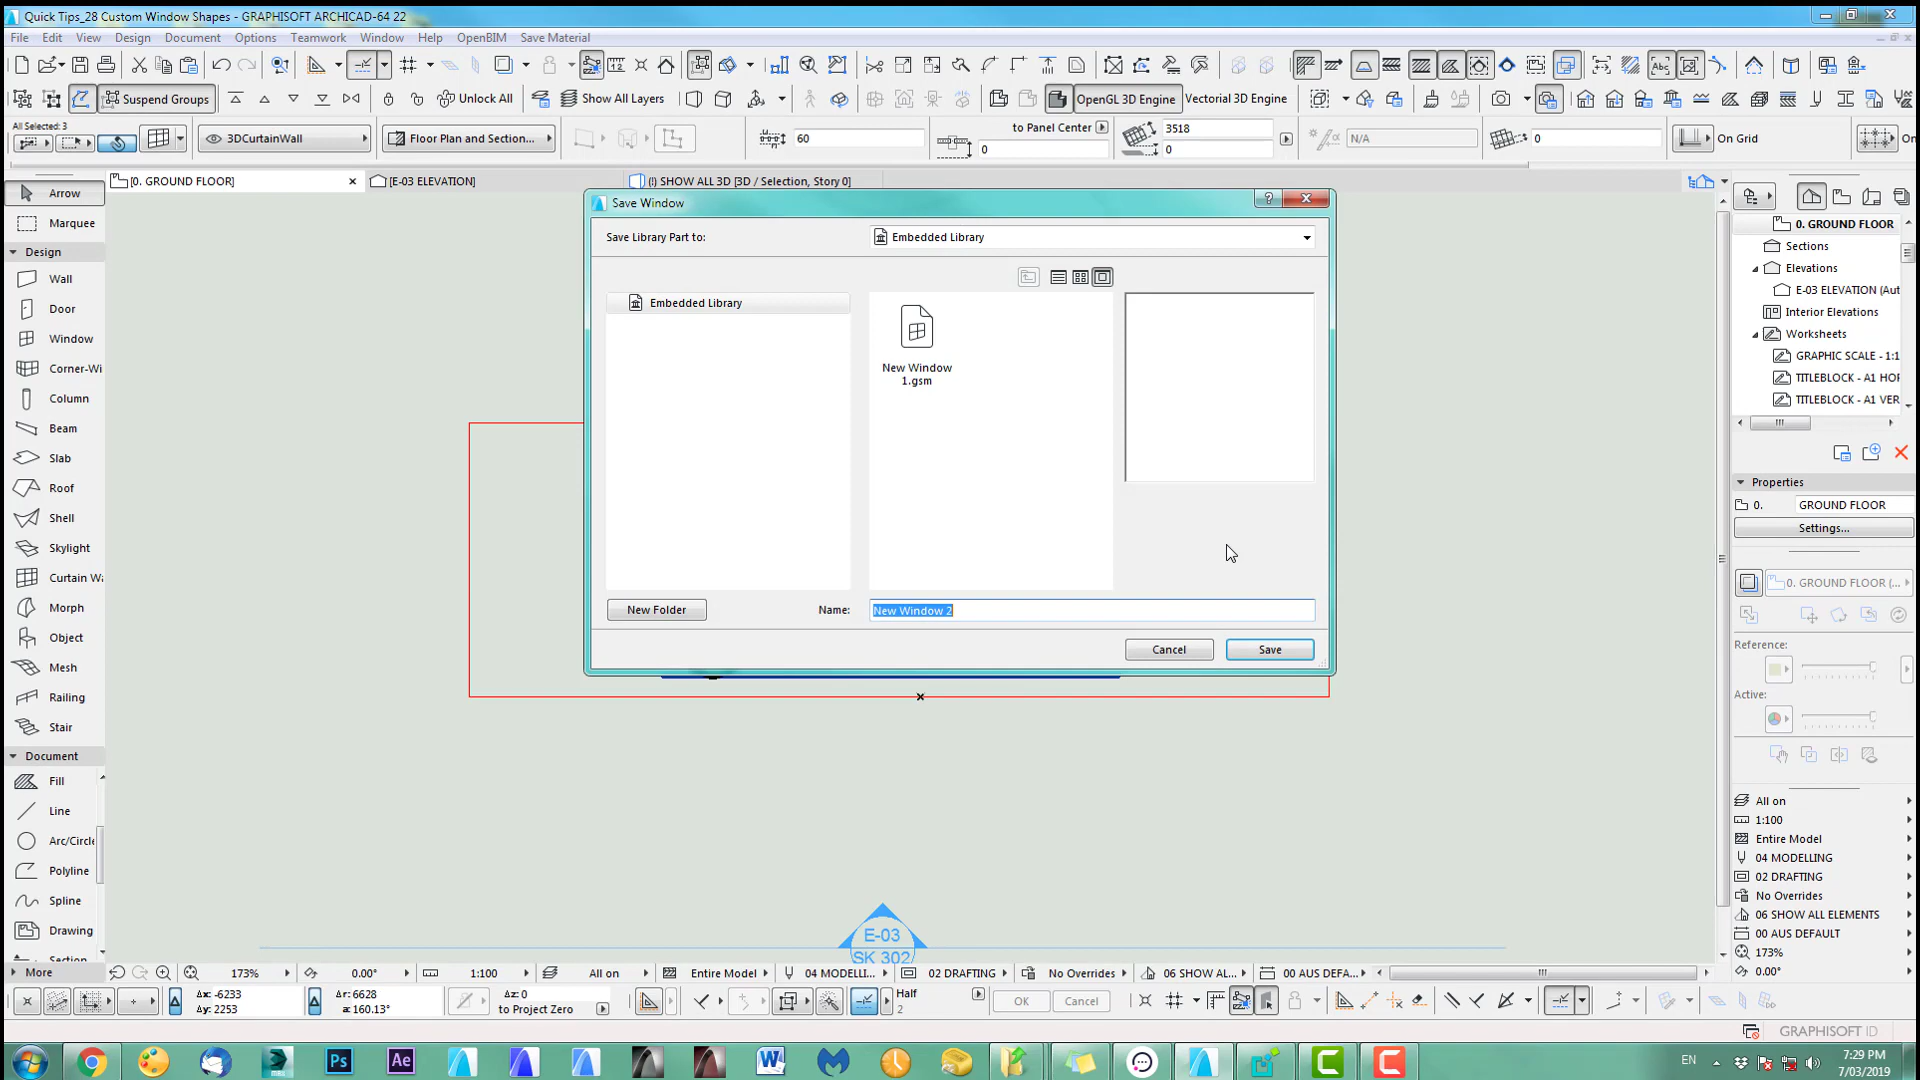 Quick Tips_28 Custom Window Shapes - GRAPHISOFT ARCHICAD-64 22
File Edit View Design Document Options Teamwork Window Help OpenBIM Save Material
Suspend Groups Unlock All Show All Layers OpenGL 3D Engine Vectorial 3D Engine
All Selected: 3
3DCurtainWall Floor Plan and Section... 60 to Panel Center 0 3518 0 N/A 0 On Grid
[0. GROUND FLOOR] [E-03 ELEVATION] (!) SHOW ALL 3D [3D / Selection, Story 0]
Arrow
Marquee
Design
Wall
Door
Window
Corner-Wi
Column
Beam
Slab
Roof
Shell
Skylight
Curtain Wa
Morph
Object
Mesh
Railing
Stair
Document
Fill
Line
Arc/Circle
Polyline
Spline
Drawing
More
Save Window
Save Library Part to: Embedded Library
Embedded Library
New Window
1.gsm
New Folder Name: New Window 2
Cancel Save
E-03
SK 302
0. GROUND FLOOR
Sections
Elevations
E-03 ELEVATION (Aut
Interior Elevations
Worksheets
GRAPHIC SCALE - 1:1
TITLEBLOCK - A1 HOR
TITLEBLOCK - A1 VER
Properties
0. GROUND FLOOR
Settings...
0. GROUND FLOOR (...
Reference:
Active:
All on
1:100
Entire Model
04 MODELLING
02 DRAFTING
No Overrides
06 SHOW ALL ELEMENTS
00 AUS DEFAULT
173%
0.00°
173% 0.00° 1:100 All on Entire Model 04 MODELLI... 02 DRAFTING No Overrides 06 SHOW AL... 00 AUS DEFA...
Δx: -6233 Δr: 6628 Δz: 0 Half OK Cancel
Δy: 2253 a: 160.13° to Project Zero 2
GRAPHISOFT ID
Ps Ae EN 7:29 PM
7/03/2019